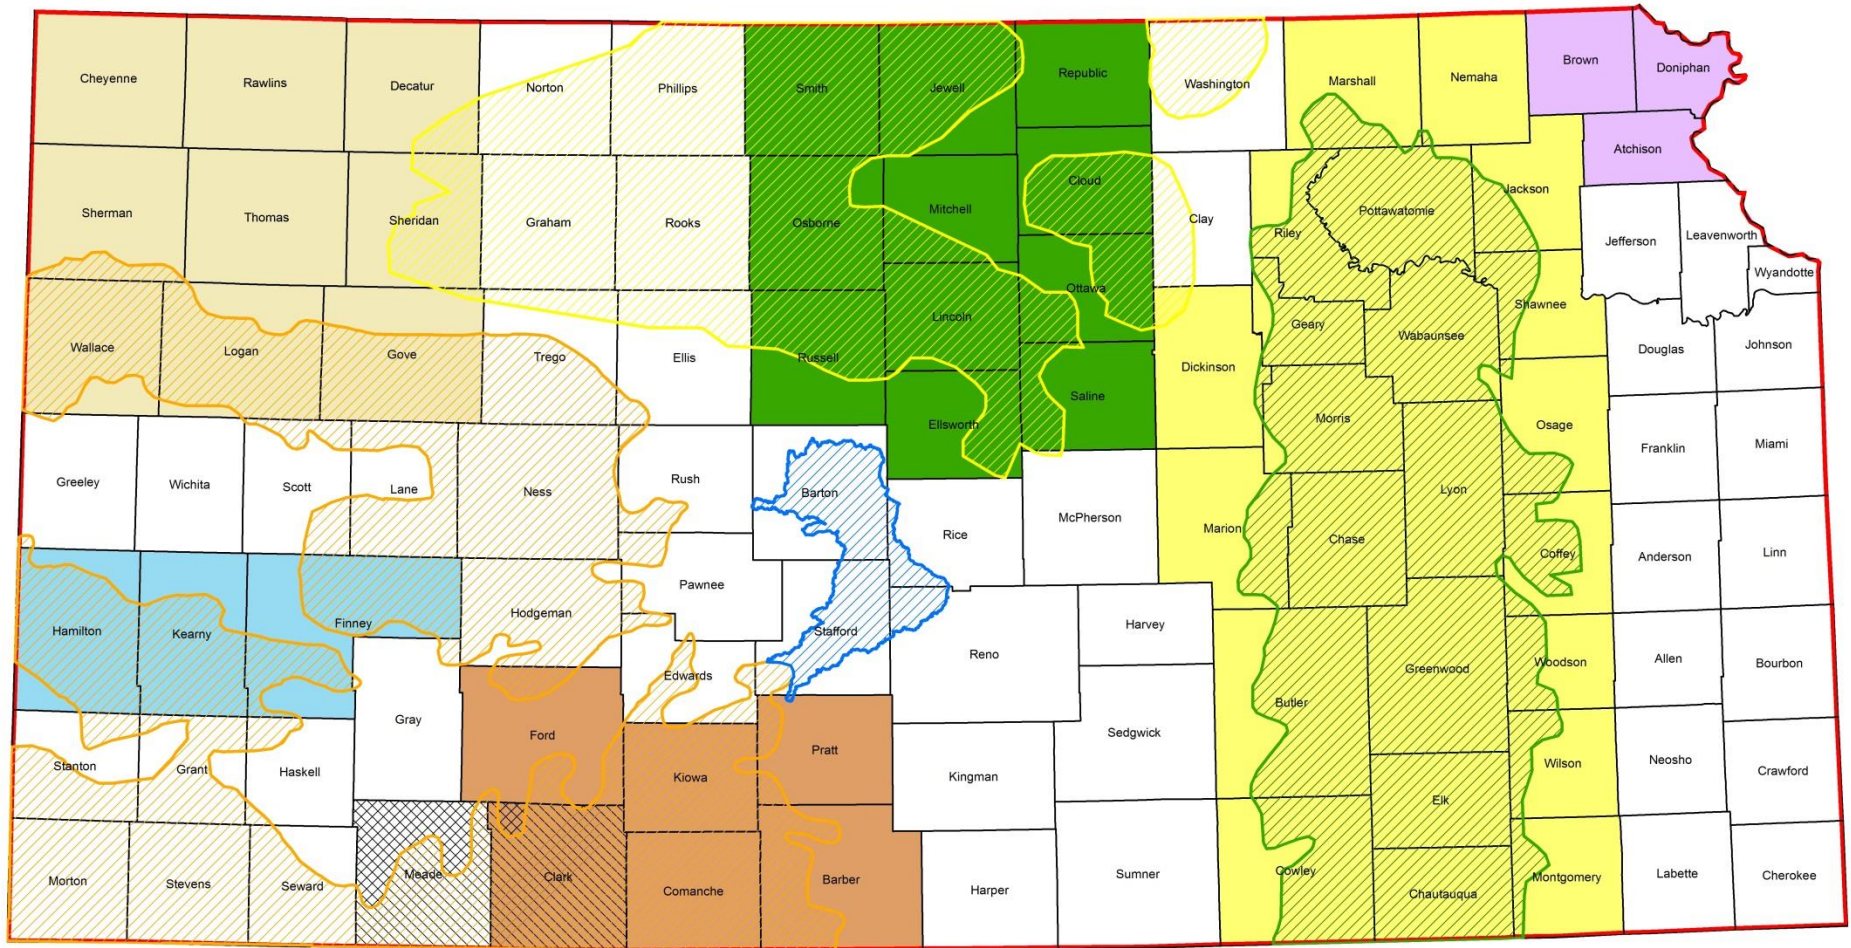 Cheyenne
Rawlins
Decatur
Norton
Phillips
Smith
Jewell
Republic
Washington
Marshall
Nemaha
Brown
Doniphan
Atchison
Sherman
Thomas
Sheridan
Graham
Rooks
Osborne
Mitchell
Cloud
Clay
Riley
Pottawatomie
Jackson
Jefferson
Leavenworth
Wyandotte
Wallace
Logan
Gove
Trego
Ellis
Russell
Lincoln
Ottawa
Saline
Dickinson
Geary
Wabaunsee
Shawnee
Douglas
Johnson
Ellsworth
Morris
Osage
Franklin
Miami
Greeley
Wichita
Scott
Lane
Ness
Rush
Barton
Rice
McPherson
Marion
Chase
Lyon
Coffey
Anderson
Linn
Hamilton
Kearny
Finney
Hodgeman
Pawnee
Stafford
Reno
Harvey
Butler
Greenwood
Woodson
Allen
Bourbon
Edwards
Gray
Ford
Kiowa
Pratt
Kingman
Sedgwick
Elk
Wilson
Neosho
Crawford
Stanton
Grant
Haskell
Morton
Stevens
Seward
Meade
Clark
Comanche
Barber
Harper
Sumner
Cowley
Chautauqua
Montgomery
Labette
Cherokee